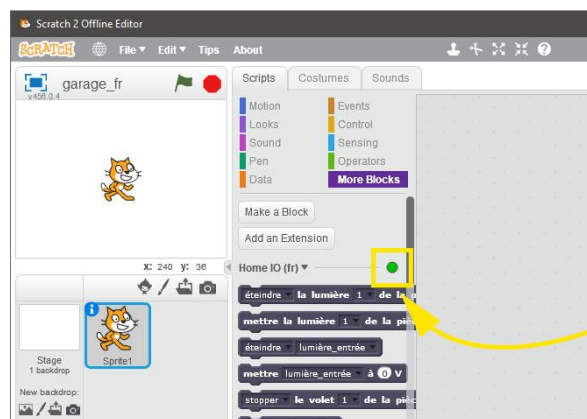 Scratch 2 Offline Editor
SCRATCH File Edit Tips About
garage_fr
v456.0.4
Scripts Costumes Sounds
Motion Events
Looks Control
Sound Sensing
Pen Operators
Data More Blocks
Make a Block
Add an Extension
Home IO (fr)
éteindre la lumière 1 de la
mettre la lumière 1 de la piè
éteindre lumière_entrée
mettre lumière_entrée à 0 V
stopper le volet 1 de la piè
X: 240 Y: 36
Sprite1
Stage
1 backdrop
New backdrop: